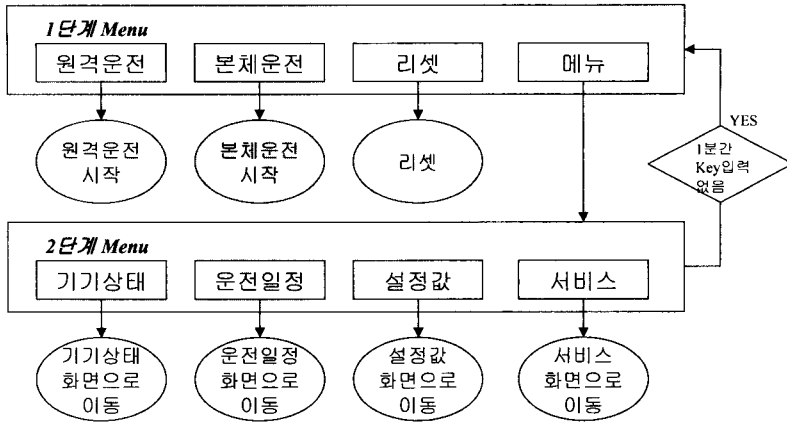 1단계 Menu
원격운전
본체운전
리셋
메뉴
원격운전
시작
본체운전
시작
리셋
YES
1분간
Key입력
없음
2단계 Menu
기기상태
운전일정
설정값
서비스
기기상태
화면으로
이동
운전일정
화면으로
이동
설정값
화면으로
이동
서비스
화면으로
이동